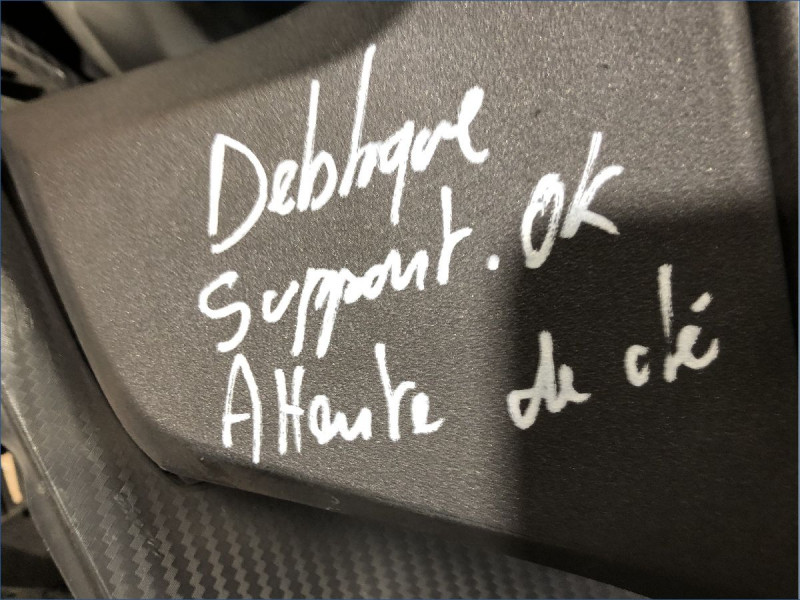 Debloque
Support. OK
Attente de clé